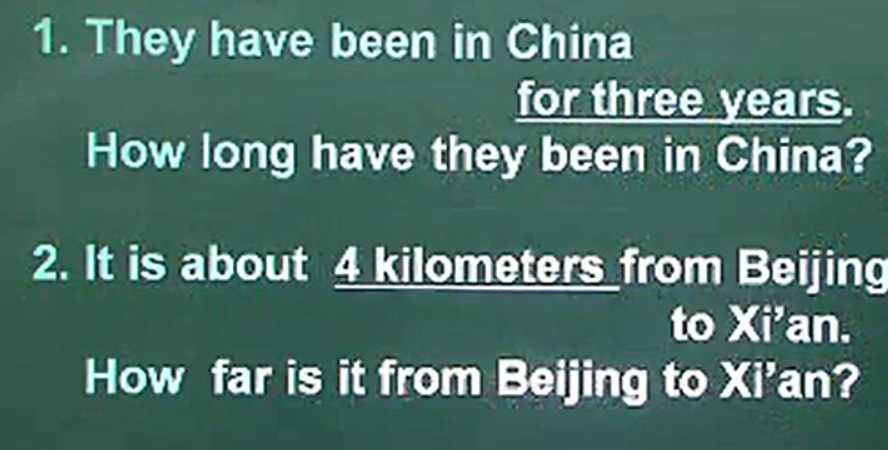 1. They have been in China
for three years.
How long have they been in China?
2. It is about 4 kilometers from Beijing
to Xi’an.
How far is it from Beijing to Xi’an?